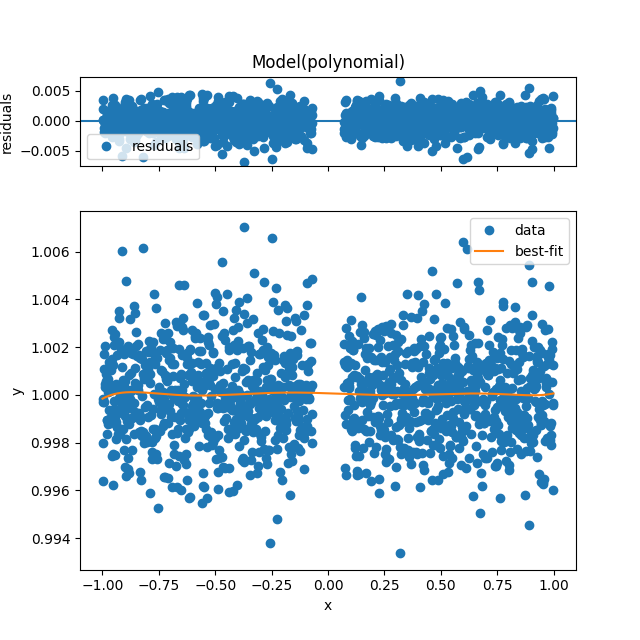 Model(polynomial)
0.005
0.000
−0.005
residuals
residuals
1.006
1.004
1.002
1.000
0.998
0.996
0.994
y
data
best-fit
−1.00 −0.75 −0.50 −0.25 0.00 0.25 0.50 0.75 1.00
x